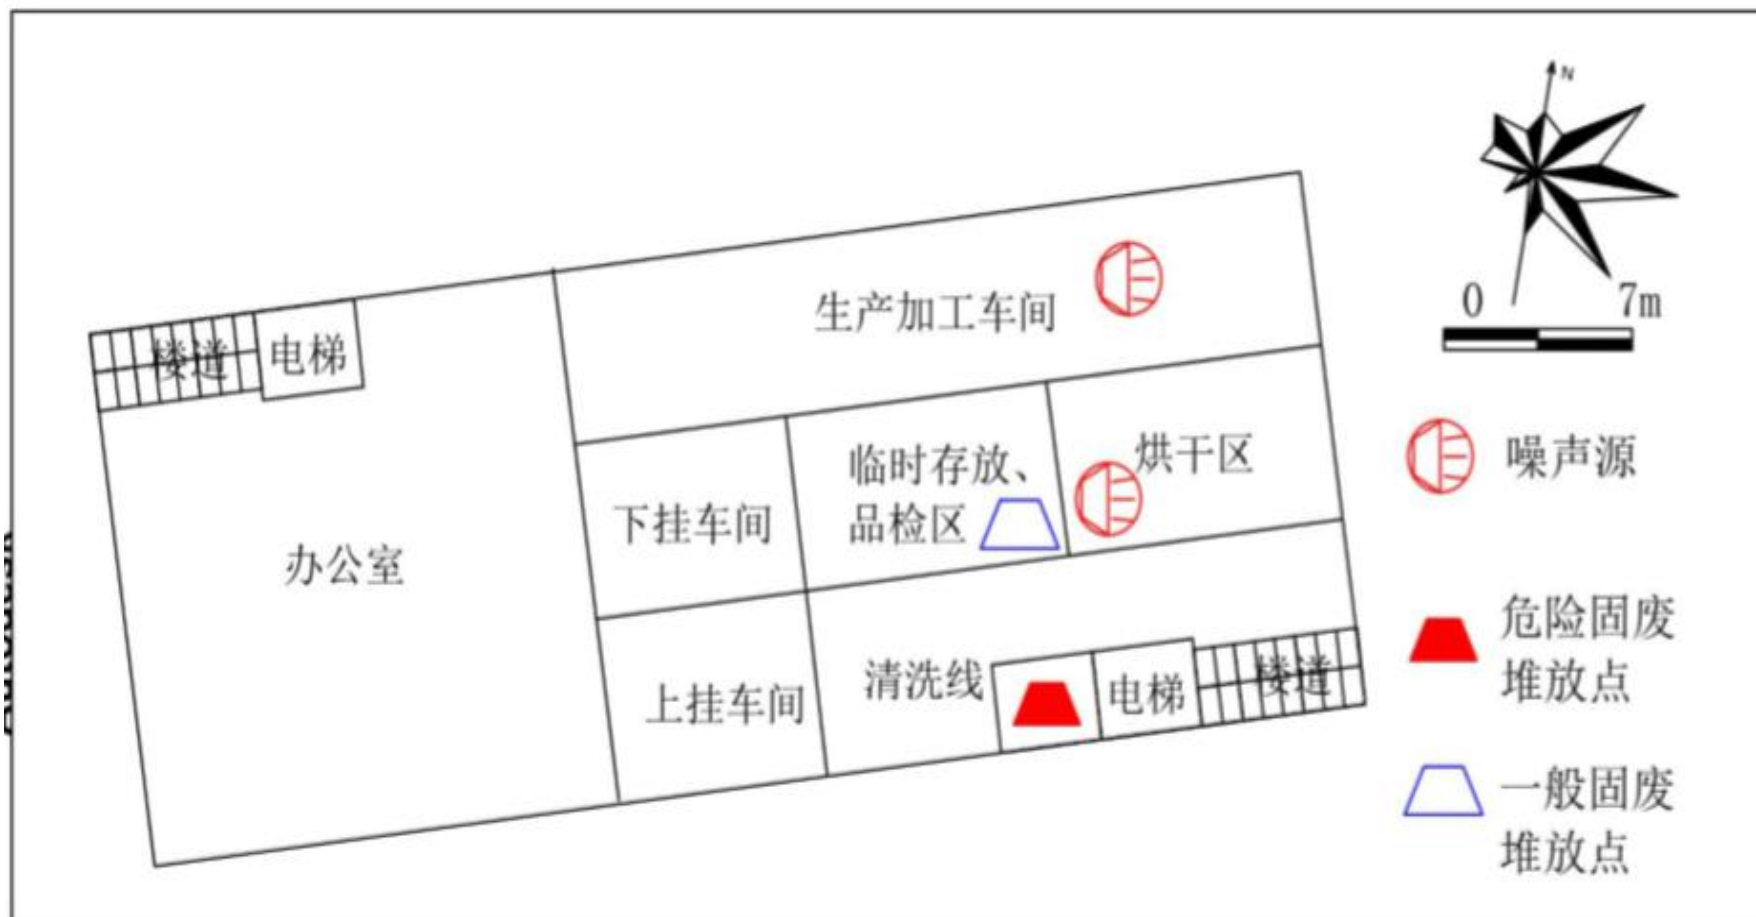 N
0 7m
生产加工车间
楼道
电梯
临时存放、
品检区
烘干区
噪声源
下挂车间
办公室
危险固废
堆放点
清洗线
电梯
楼道
上挂车间
一般固废
堆放点